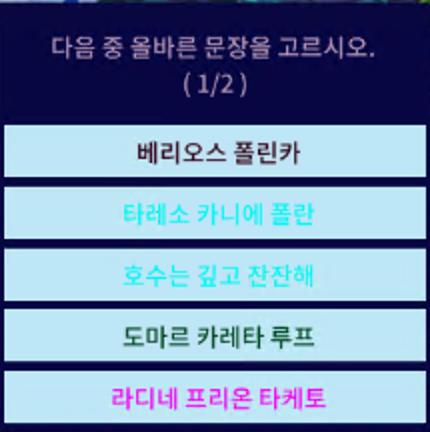 다음 중 올바른 문장을 고르시오.
( 1/2 )
베리오스 폴린카
타레소 카니에 폴란
호수는 깊고 잔잔해
도마르 카레타 루프
라디네 프리온 타케토